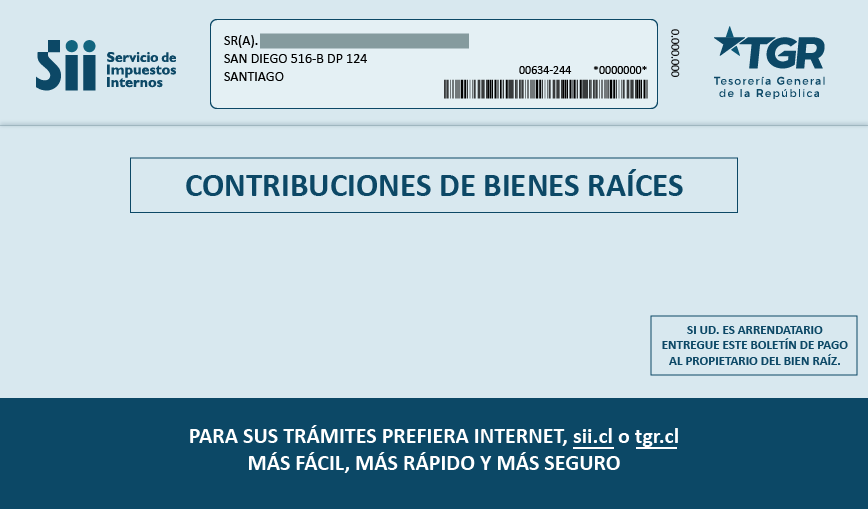 Sii Servicio de
Impuestos
Internos
SR(A).
SAN DIEGO 516-B DP 124
SANTIAGO
00634-244 *0000000*
0.000.000
TGR
Tesorería General
de la República
CONTRIBUCIONES DE BIENES RAÍCES
SI UD. ES ARRENDATARIO
ENTREGUE ESTE BOLETÍN DE PAGO
AL PROPIETARIO DEL BIEN RAÍZ.
PARA SUS TRÁMITES PREFIERA INTERNET, sii.cl o tgr.cl
MÁS FÁCIL, MÁS RÁPIDO Y MÁS SEGURO